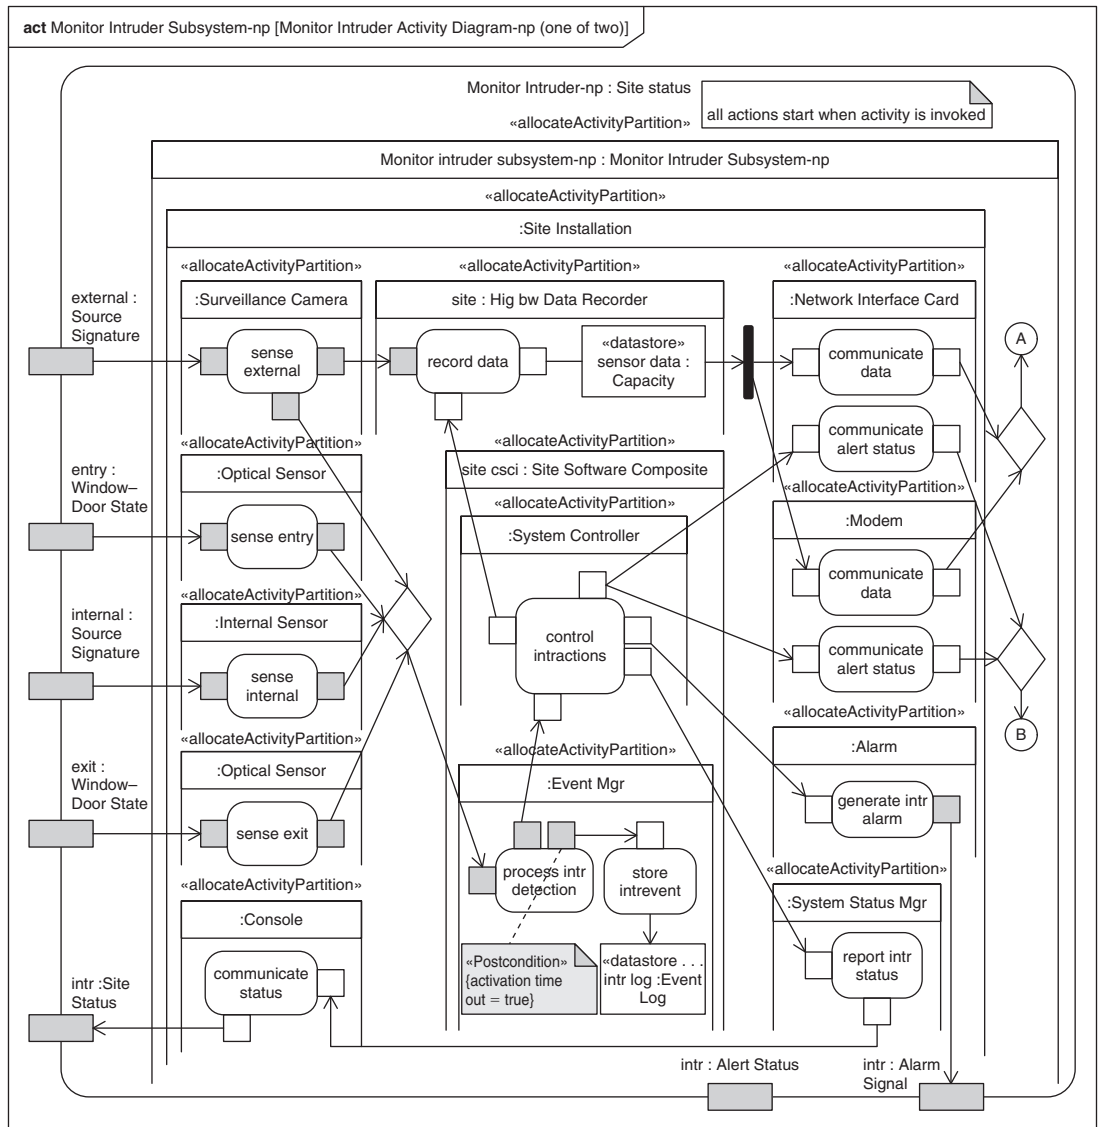 act Monitor Intruder Subsystem-np [Monitor Intruder Activity Diagram-np (one of two)]
Monitor Intruder-np : Site status
all actions start when activity is invoked
«allocateActivityPartition»
Monitor intruder subsystem-np : Monitor Intruder Subsystem-np
«allocateActivityPartition»
:Site Installation
«allocateActivityPartition»
:Surveillance Camera
«allocateActivityPartition»
site : Hig bw Data Recorder
«allocateActivityPartition»
:Network Interface Card
external :
Source
Signature
sense
external
record data
«datastore»
sensor data :
Capacity
communicate
data
A
communicate
alert status
«allocateActivityPartition»
:Optical Sensor
entry :
Window–
Door State
sense entry
«allocateActivityPartition»
site csci : Site Software Composite
«allocateActivityPartition»
:System Controller
control
intractions
«allocateActivityPartition»
:Modem
communicate
data
communicate
alert status
B
«allocateActivityPartition»
:Internal Sensor
internal :
Source
Signature
sense
internal
«allocateActivityPartition»
:Optical Sensor
exit :
Window–
Door State
sense exit
«allocateActivityPartition»
:Event Mgr
process intr
detection
store
intrevent
«Postcondition»
{activation time
out = true}
«datastore . . .
intr log :Event
Log
«allocateActivityPartition»
:Alarm
generate intr
alarm
«allocateActivityPartition»
:System Status Mgr
report intr
status
«allocateActivityPartition»
:Console
communicate
status
intr :Site
Status
intr : Alert Status
intr : Alarm
Signal